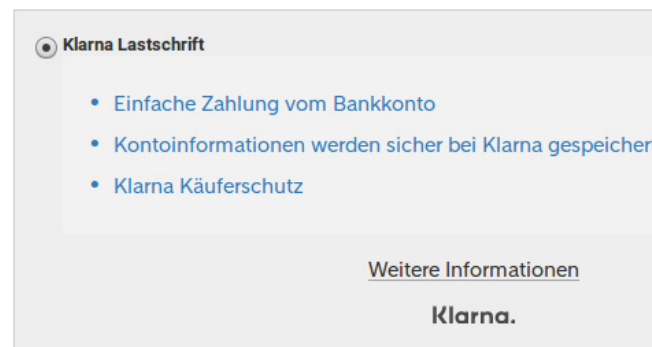 Klarna Lastschrift
• Einfache Zahlung vom Bankkonto
• Kontoinformationen werden sicher bei Klarna gespeicher
• Klarna Käuferschutz
Weitere Informationen
Klarna.